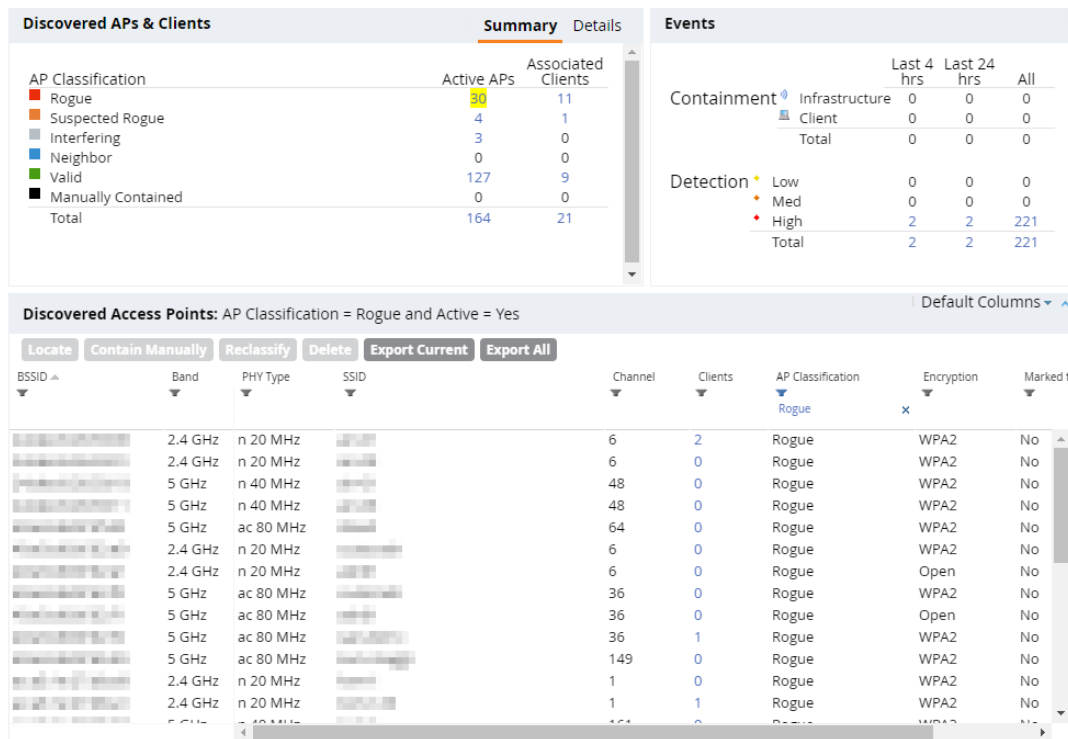 Discovered APs & Clients Summary Details
AP Classification Active APs Associated Clients
Rogue 30 11
Suspected Rogue 4 1
Interfering 3 0
Neighbor 0 0
Valid 127 9
Manually Contained 0 0
Total 164 21
Events
Last 4 hrs Last 24 hrs All
Containment Infrastructure 0 0 0
Client 0 0 0
Total 0 0 0
Detection Low 0 0 0
Med 0 0 0
High 2 2 221
Total 2 2 221
Discovered Access Points: AP Classification = Rogue and Active = Yes Default Columns
Locate Contain Manually Reclassify Delete Export Current Export All
BSSID Band PHY Type SSID Channel Clients AP Classification Encryption Marked
Rogue ×
2.4 GHz n 20 MHz 6 2 Rogue WPA2 No
2.4 GHz n 20 MHz 6 0 Rogue WPA2 No
5 GHz n 40 MHz 48 0 Rogue WPA2 No
5 GHz n 40 MHz 48 0 Rogue WPA2 No
5 GHz ac 80 MHz 64 0 Rogue WPA2 No
2.4 GHz n 20 MHz 6 0 Rogue WPA2 No
2.4 GHz n 20 MHz 6 0 Rogue Open No
5 GHz ac 80 MHz 36 0 Rogue WPA2 No
5 GHz ac 80 MHz 36 0 Rogue Open No
5 GHz ac 80 MHz 36 1 Rogue WPA2 No
5 GHz ac 80 MHz 149 0 Rogue WPA2 No
2.4 GHz n 20 MHz 1 0 Rogue WPA2 No
2.4 GHz n 20 MHz 1 1 Rogue WPA2 No